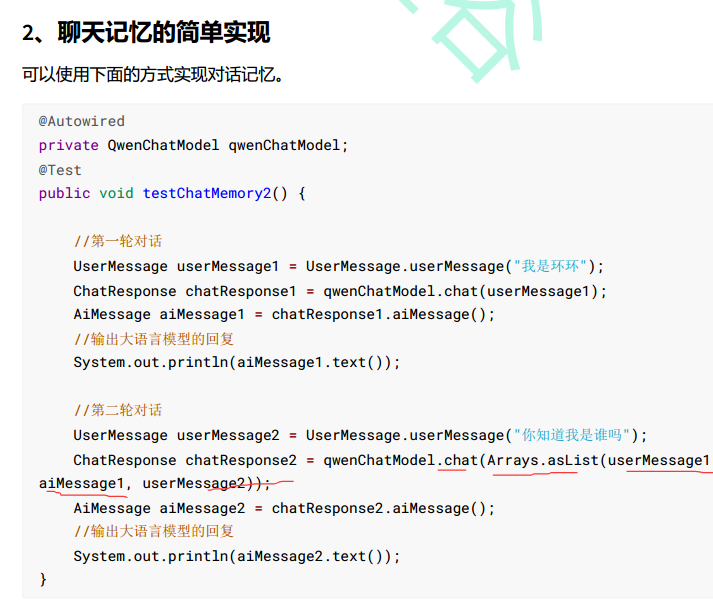 2、聊天记忆的简单实现
可以使用下面的方式实现对话记忆。
@Autowired
private QwenChatModel qwenChatModel;
@Test
public void testChatMemory2() {
//第一轮对话
UserMessage userMessage1 = UserMessage.userMessage("我是环环");
ChatResponse chatResponse1 = qwenChatModel.chat(userMessage1);
AiMessage aiMessage1 = chatResponse1.aiMessage();
//输出大语言模型的回复
System.out.println(aiMessage1.text());
//第二轮对话
UserMessage userMessage2 = UserMessage.userMessage("你知道我是谁吗");
ChatResponse chatResponse2 = qwenChatModel.chat(Arrays.asList(userMessage1
aiMessage1, userMessage2));
AiMessage aiMessage2 = chatResponse2.aiMessage();
//输出大语言模型的回复
System.out.println(aiMessage2.text());
}